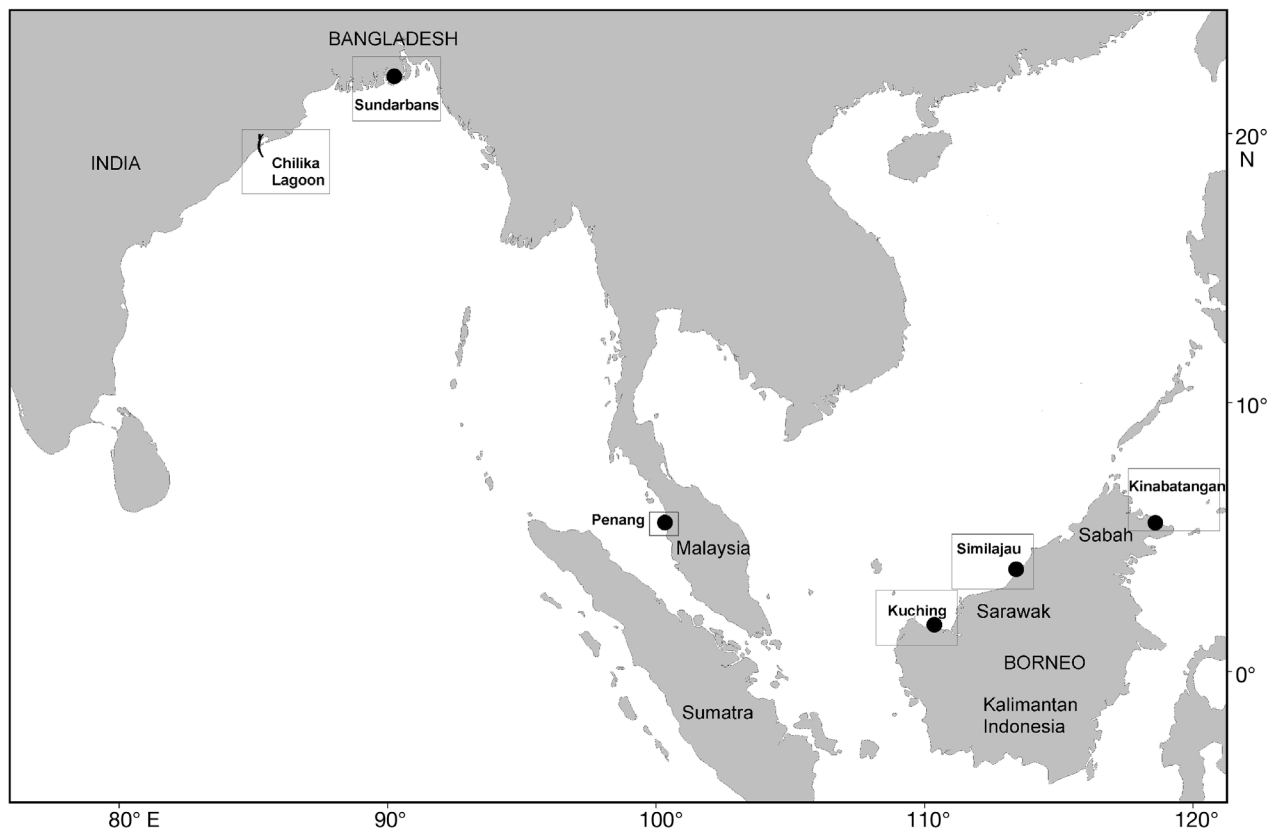 BANGLADESH
Sundarbans
20°
N
INDIA
Chilika
Lagoon
10°
Kinabatangan
Penang
Malaysia
Sabah
Similajau
Kuching
Sarawak
BORNEO
0°
Kalimantan
Indonesia
Sumatra
80° E
90°
100°
110°
120°